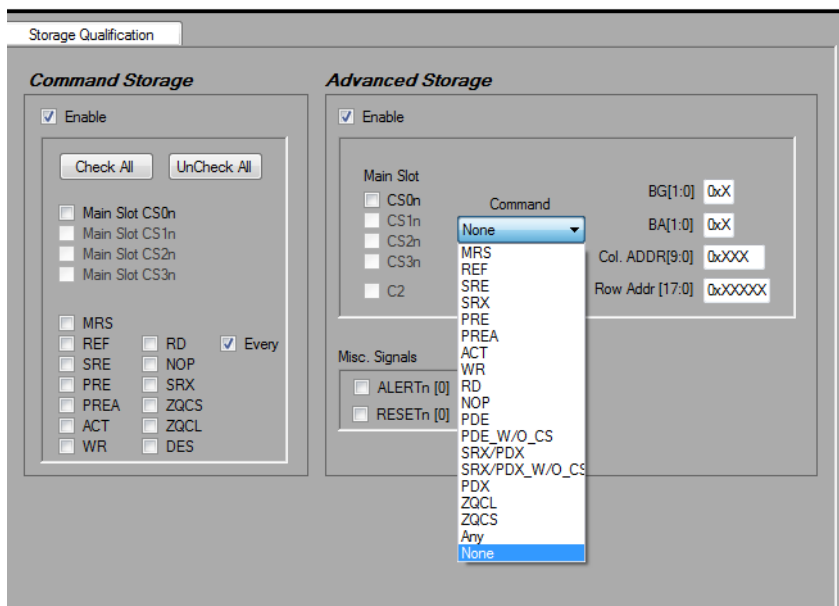 Storage Qualification
Command Storage
Enable
Check All
UnCheck All
Main Slot CS0n
Main Slot CS1n
Main Slot CS2n
Main Slot CS3n
MRS
REF
RD
Every
SRE
NOP
PRE
SRX
PREA
ZQCS
ACT
ZQCL
WR
DES
Advanced Storage
Enable
Main Slot
CS0n
CS1n
CS2n
CS3n
C2
Command
None
MRS
REF
SRE
SRX
PRE
PREA
ACT
WR
RD
NOP
PDE
PDE_W/O_CS
SRX/PDX
SRX/PDX_W/O_CS
PDX
ZQCL
ZQCS
Any
None
BG[1:0] 0xX
BA[1:0] 0xX
Col. ADDR[9:0] 0xXXX
Row Addr [17:0] 0xXXXXX
Misc. Signals
ALERTn [0]
RESETn [0]